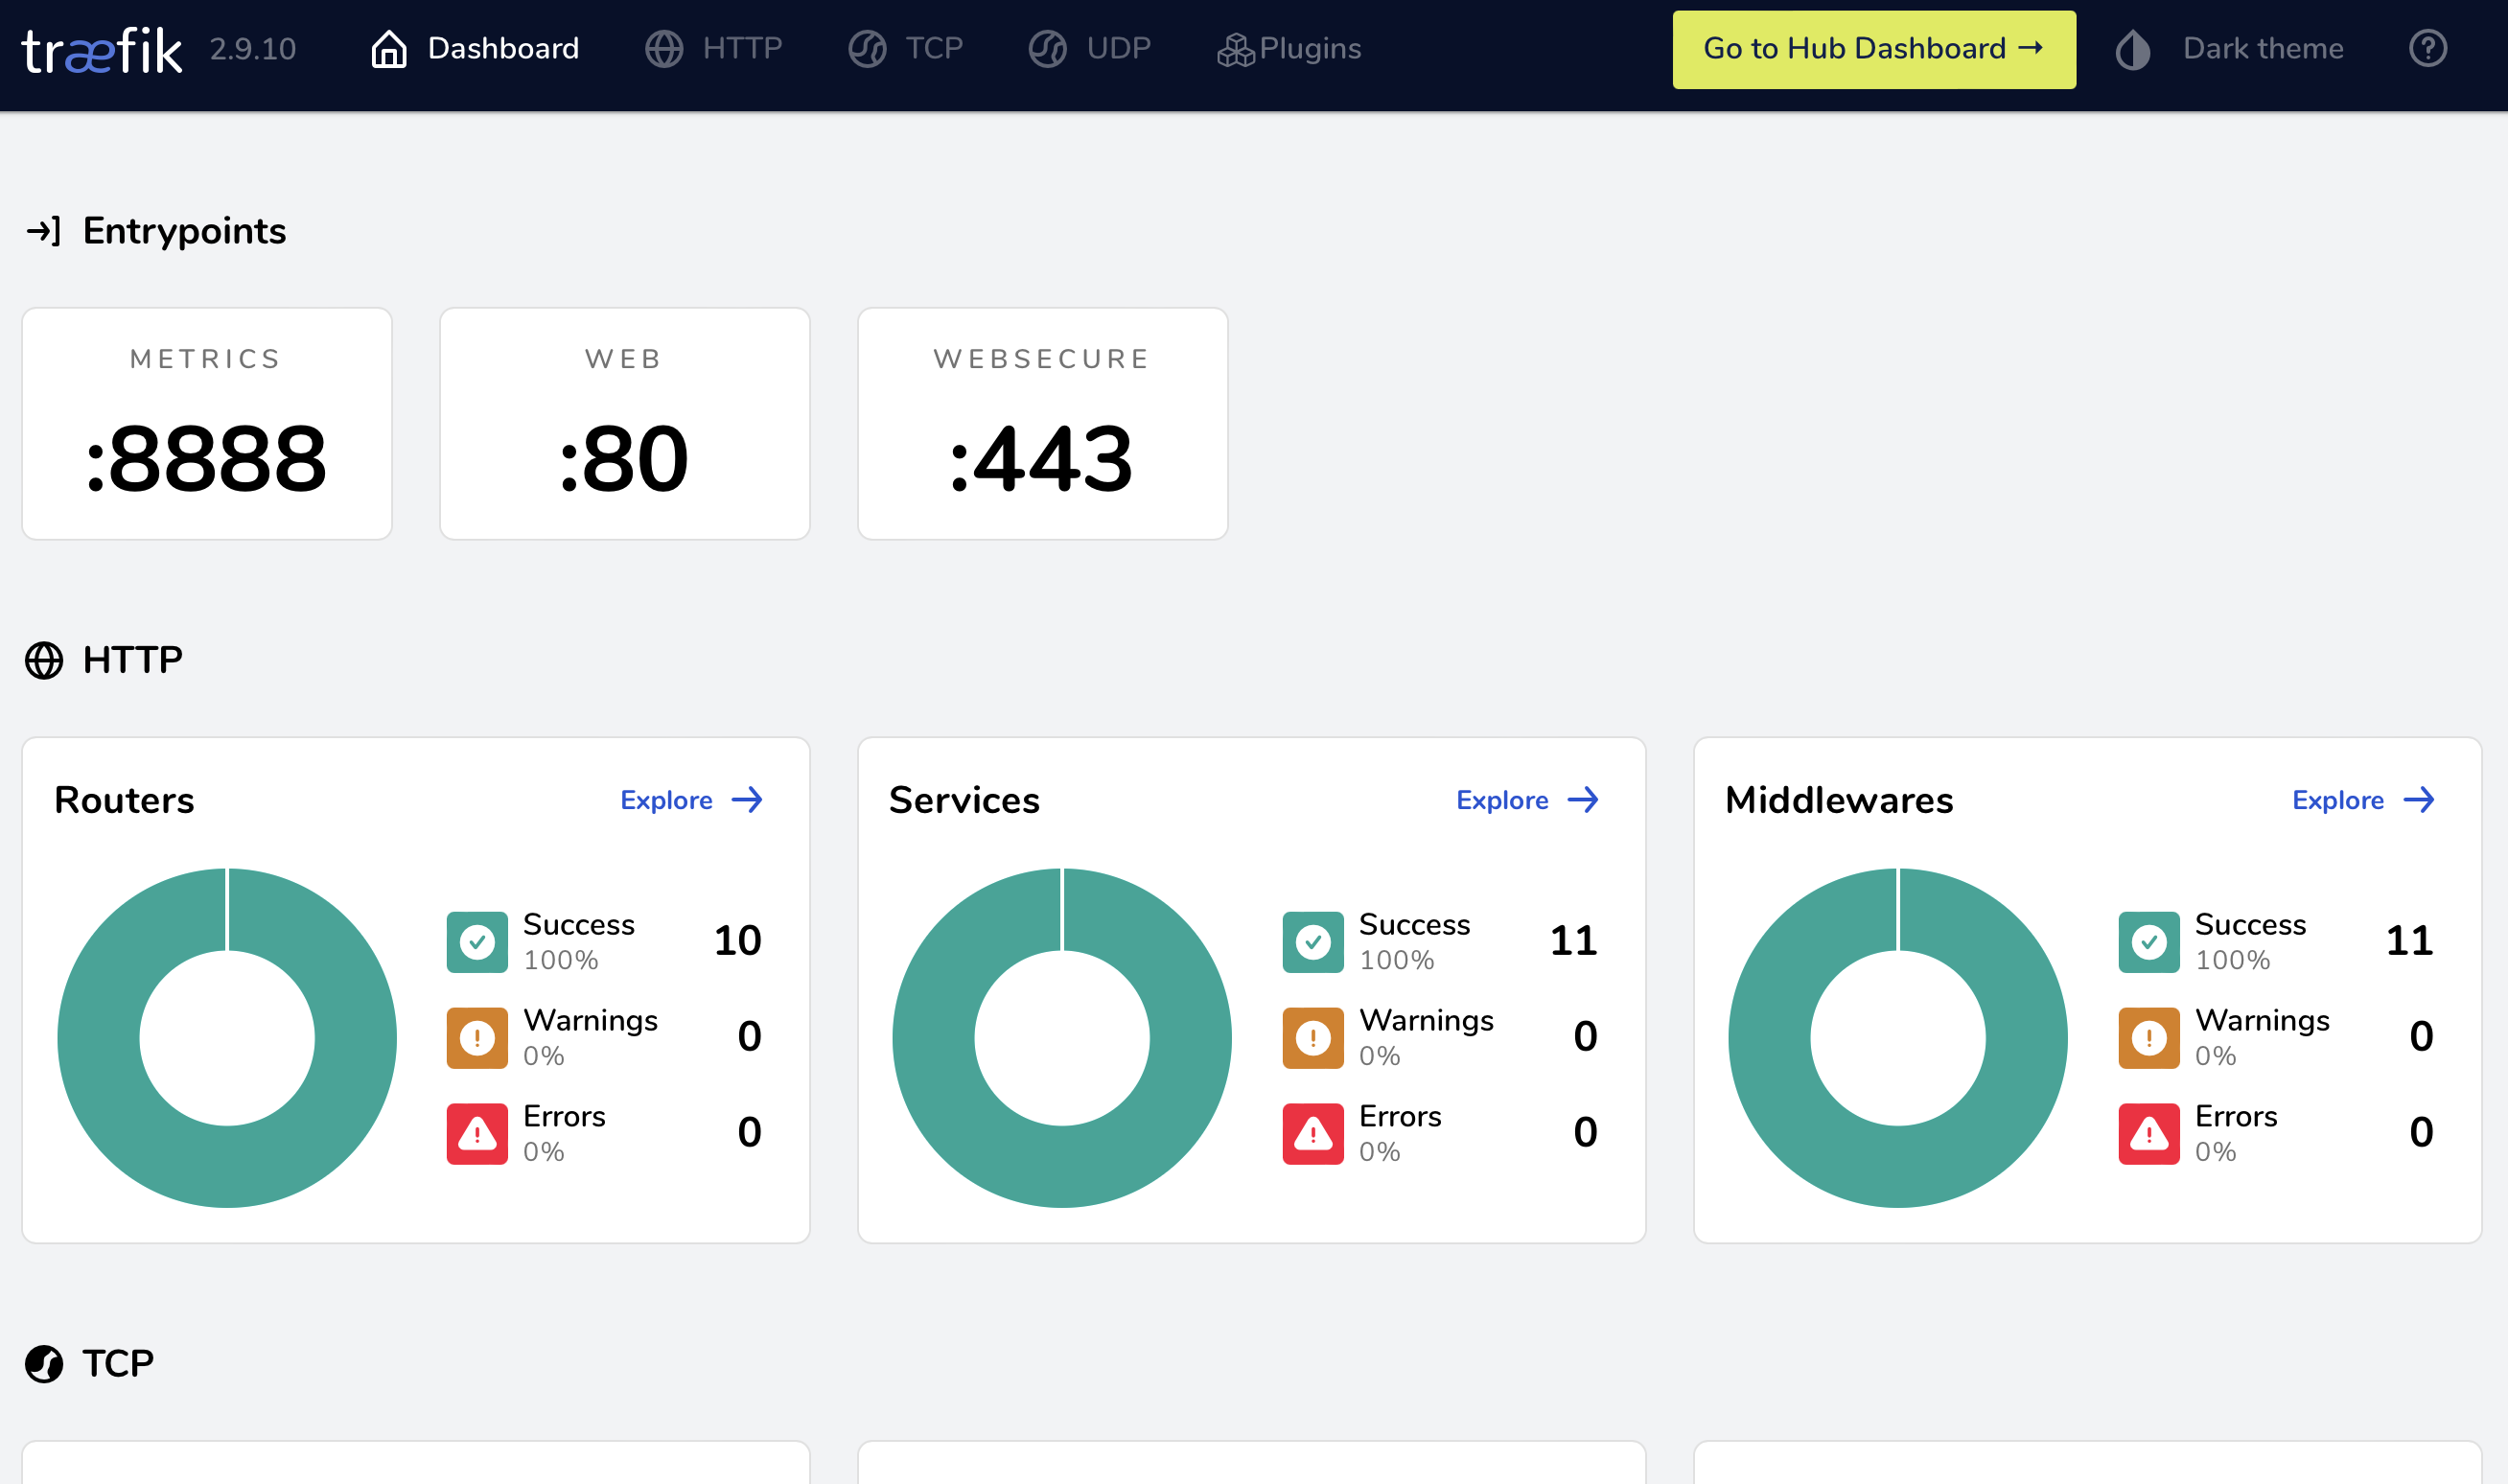 træfik 2.9.10 Dashboard HTTP TCP UDP Plugins Go to Hub Dashboard → Dark theme
Entrypoints
METRICS
:8888
WEB
:80
WEBSECURE
:443
HTTP
Routers Explore
Success 10
100%
Warnings 0
0%
Errors 0
0%
Services Explore
Success 11
100%
Warnings 0
0%
Errors 0
0%
Middlewares Explore
Success 11
100%
Warnings 0
0%
Errors 0
0%
TCP